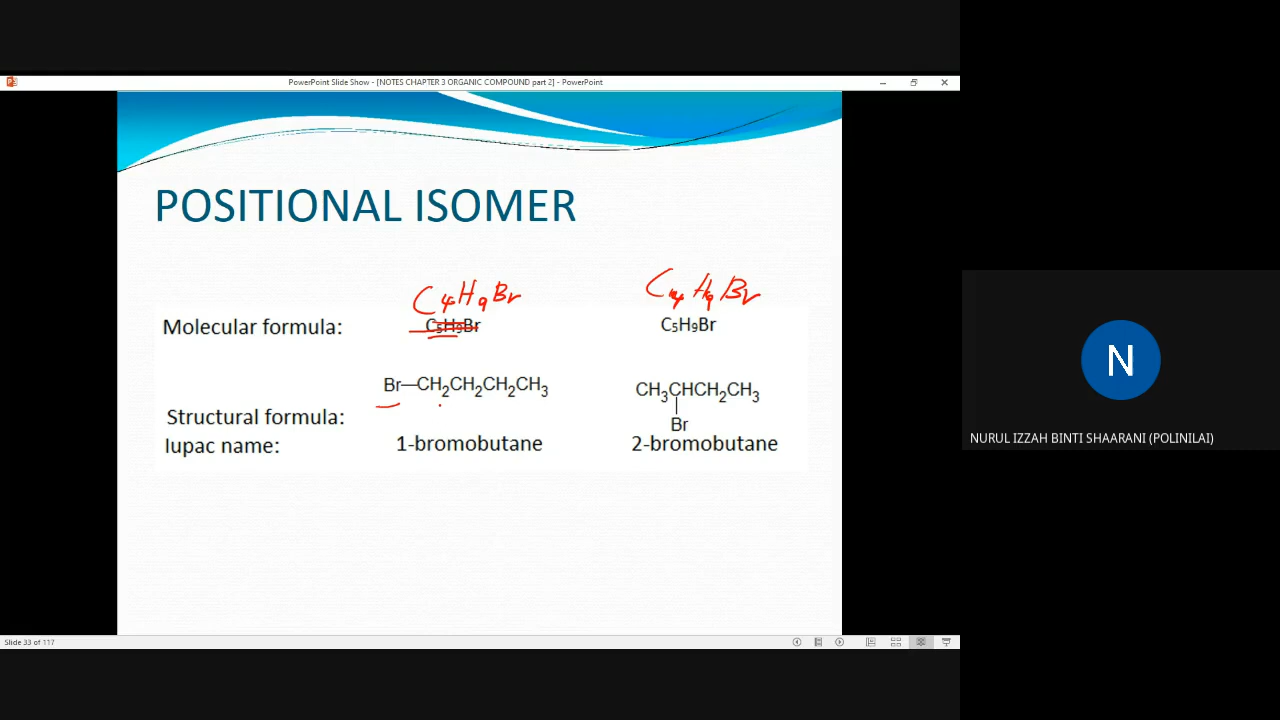 PowerPoint Slide Show - [NOTES CHAPTER 3 ORGANIC COMPOUND part 2] - PowerPoint
POSITIONAL ISOMER
C₄H₉Br C₄H₉Br
Molecular formula: C₅H₉Br C₅H₉Br
Br—CH₂CH₂CH₂CH₃ CH₃CHCH₂CH₃
Structural formula: Br
Iupac name: 1-bromobutane 2-bromobutane
N
NURUL IZZAH BINTI SHAARANI (POLINILAI)
Slide 33 of 117